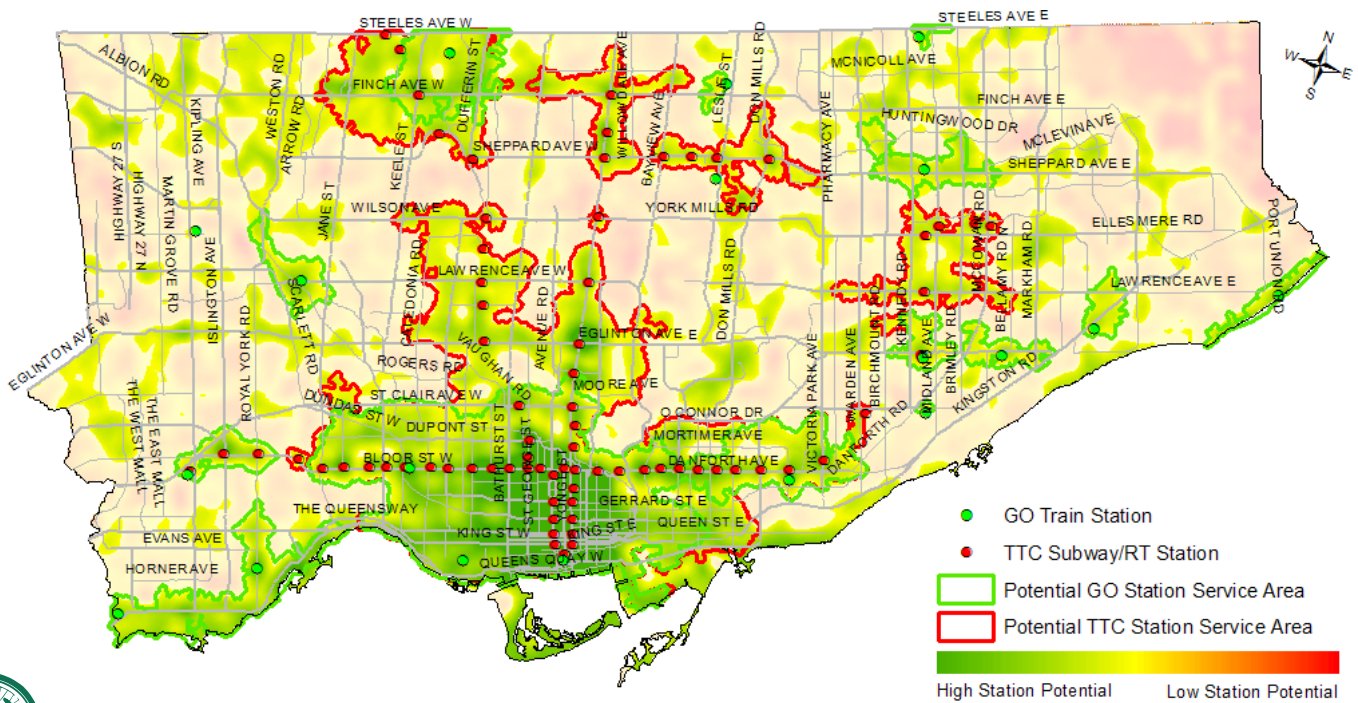 STEELES AVE W
STEELES AVE E
ALBION RD
WESTON RD
DUFFERIN ST
WILLOWDALE AVE
DON MILLS RD
MCNICOLL AVE
N
W
E
S
KIPLING AVE
ARROW RD
FINCH AVE W
LESLIE ST
FINCH AVE E
HUNTINGWOOD DR
MCLEVIN AVE
HIGHWAY 27 S
KEELE ST
SHEPPARD AVE W
BAYVIEW AVE
PHARMACY AVE
SHEPPARD AVE E
HIGHWAY 27 N
MARTIN GROVE RD
JANE ST
WILSON AVE
YORK MILLS RD
ELLESMERE RD
PORT UNION RD
ISLINGTON AVE
CALEDONIA RD
LAWRENCE AVE W
MCCOWAN RD
BELLAMY RD N
MARKHAM RD
LAWRENCE AVE E
EGLINTON AVE W
ROYAL YORK RD
SCARLETT RD
AVENUE RD
DON MILLS RD
KENNEDY RD
BIRCHMOUNT RD
EGLINTON AVE E
VAUGHAN RD
ROGERS RD
VICTORIA PARK AVE
WARDEN AVE
MIDLAND AVE
BRIMLEY RD
KINGSTON RD
THE WEST MALL
THE EAST MALL
ST CLAIR AVE W
MOORE AVE
DUNDAS ST W
DUPONT ST
O CONNOR DR
MORTIMER AVE
DANFORTH RD
BLOOR ST W
BATHURST ST
ST GEORGE ST
YONGE ST
DANFORTH AVE
THE QUEENSWAY
GERRARD ST E
EVANS AVE
KING ST W
KING ST E
QUEEN ST E
HORNER AVE
QUEENS QUAY W
GO Train Station
TTC Subway/RT Station
Potential GO Station Service Area
Potential TTC Station Service Area
High Station Potential
Low Station Potential